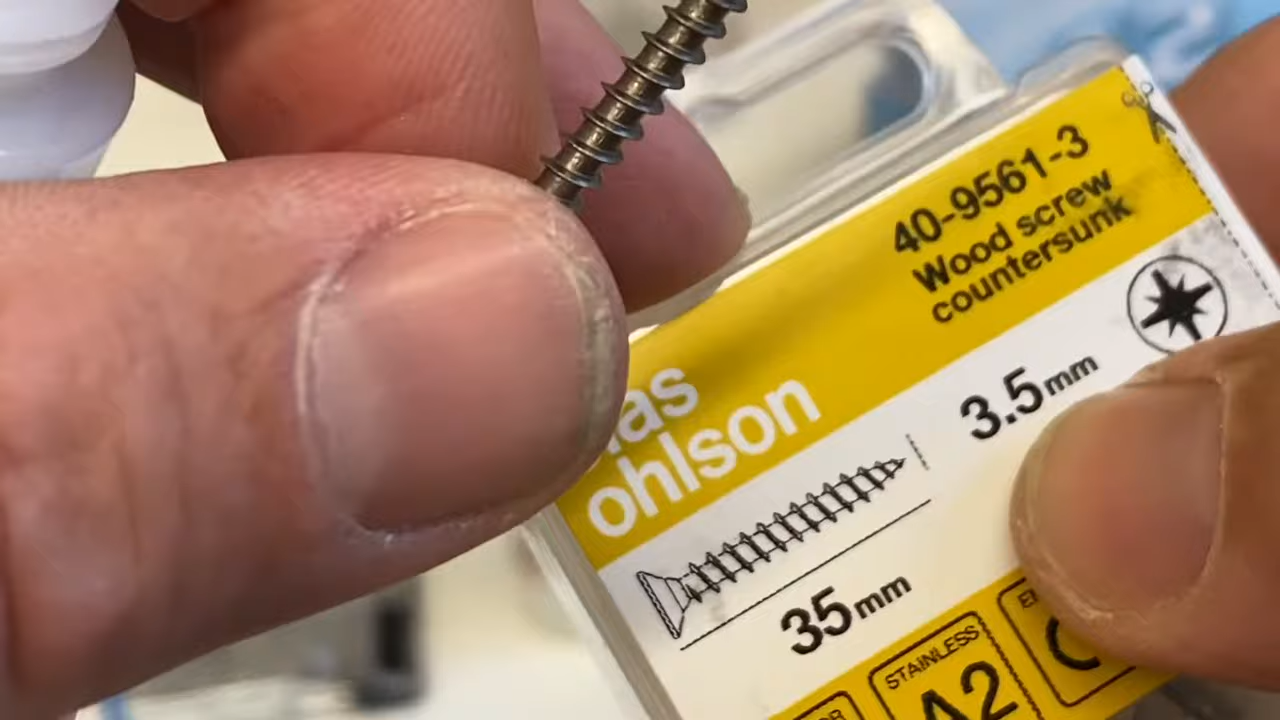 40-9561-3
Wood screw
countersunk
as
ohlson
3.5mm
35mm
STAINLESS
A2
C